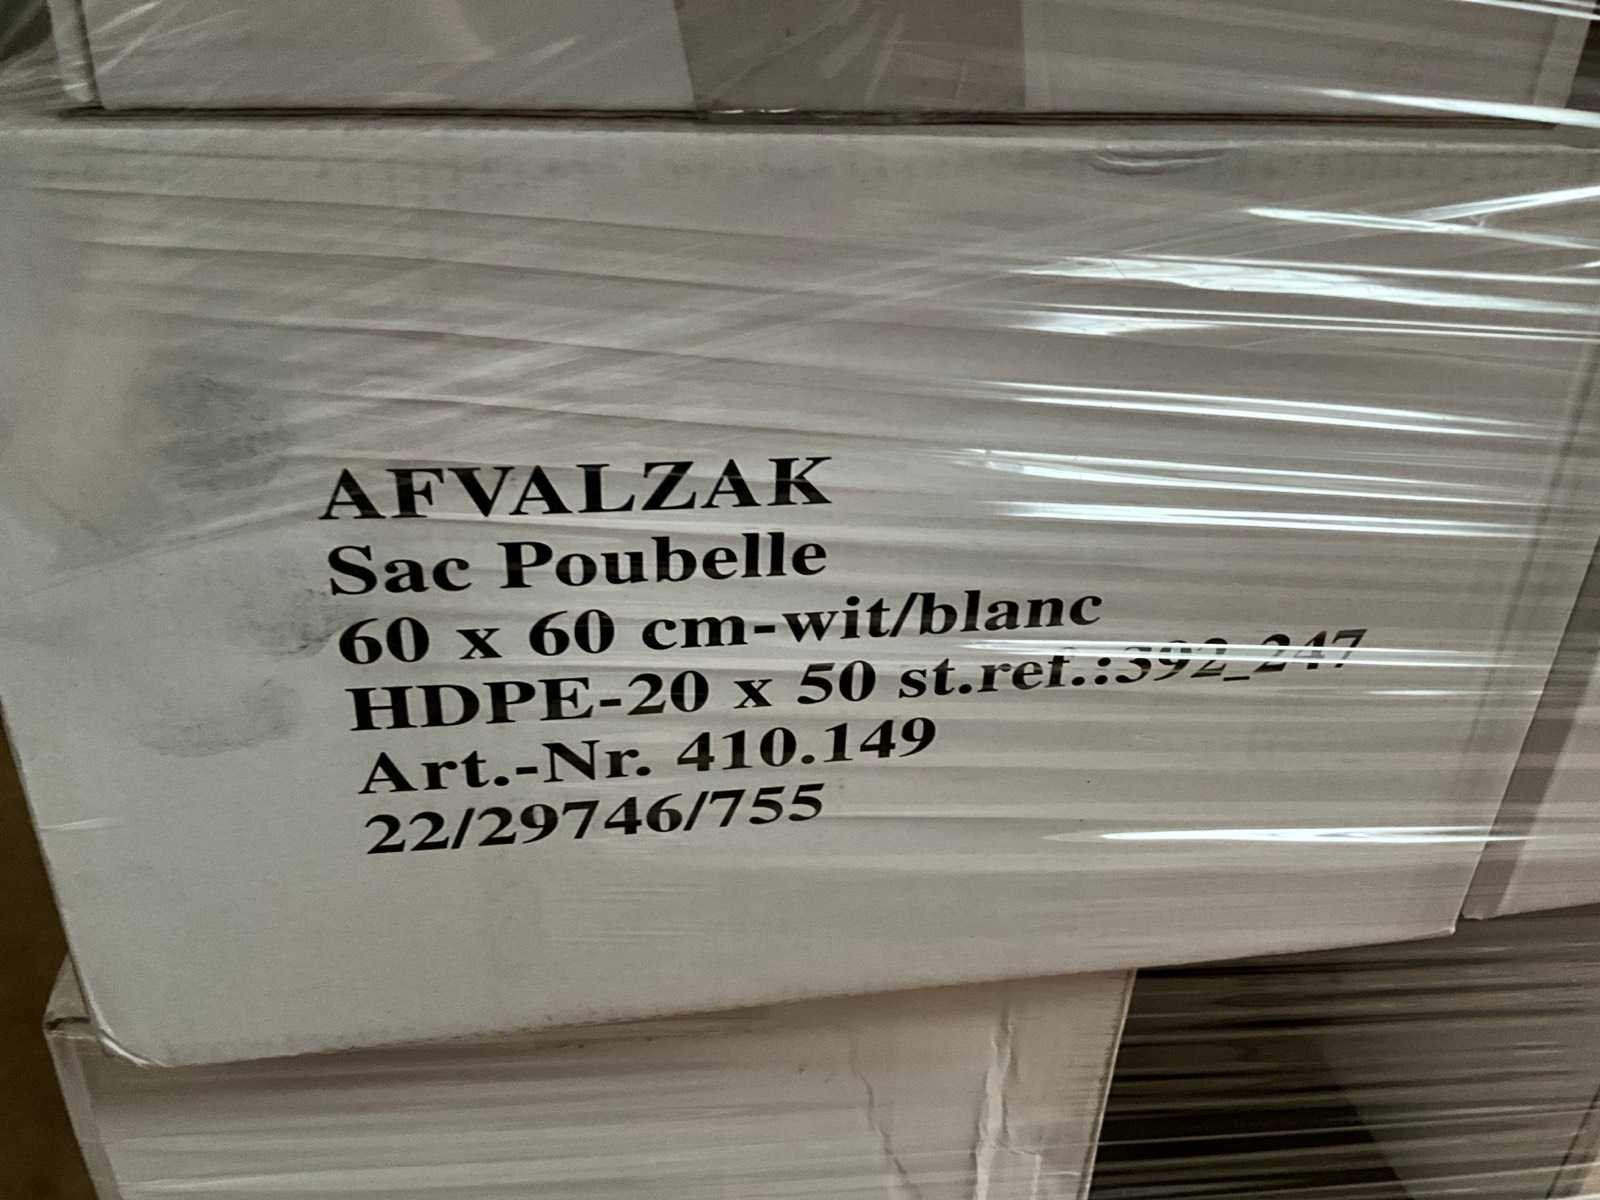 AFVALZAK
Sac Poubelle
60 x 60 cm-wit/blanc
HDPE-20 x 50 st.ref.:392_247
Art.-Nr. 410.149
22/29746/755